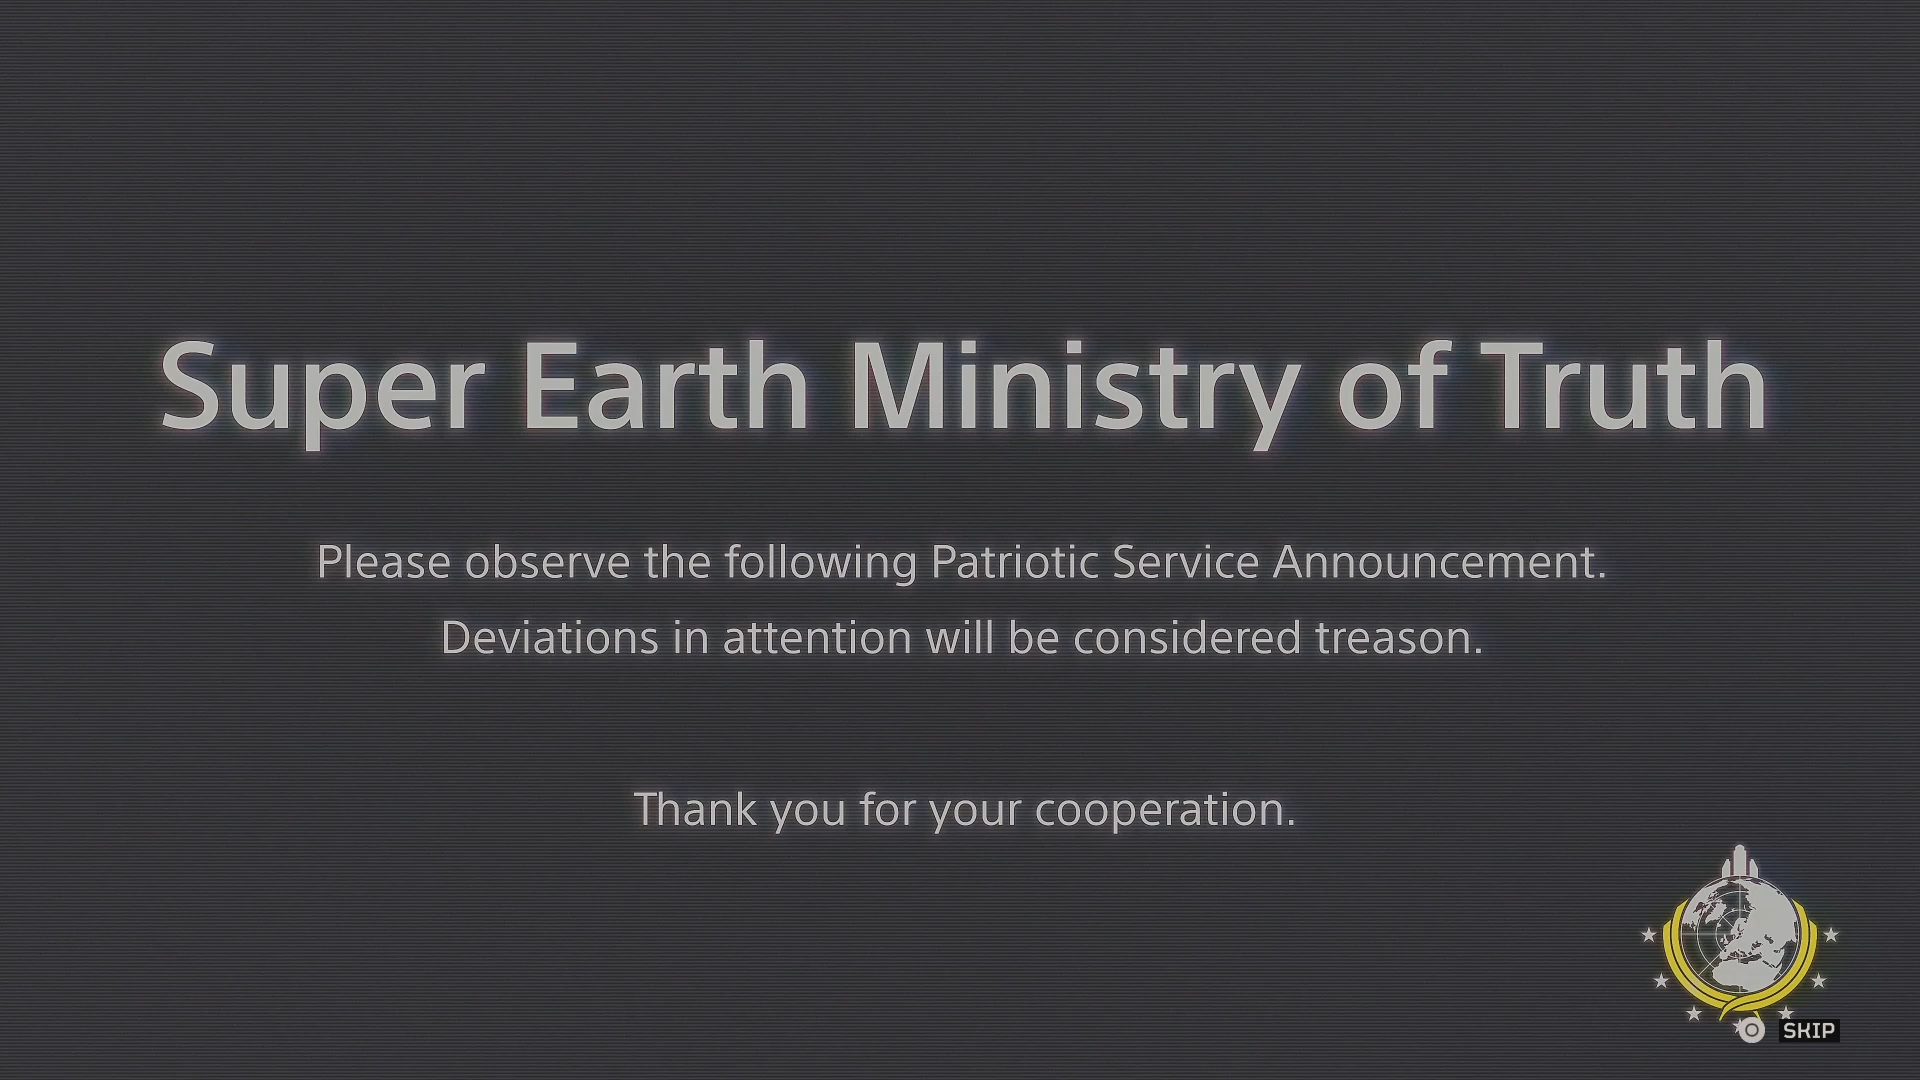 Super Earth Ministry of Truth
Please observe the following Patriotic Service Announcement.
Deviations in attention will be considered treason.
Thank you for your cooperation.
SKIP